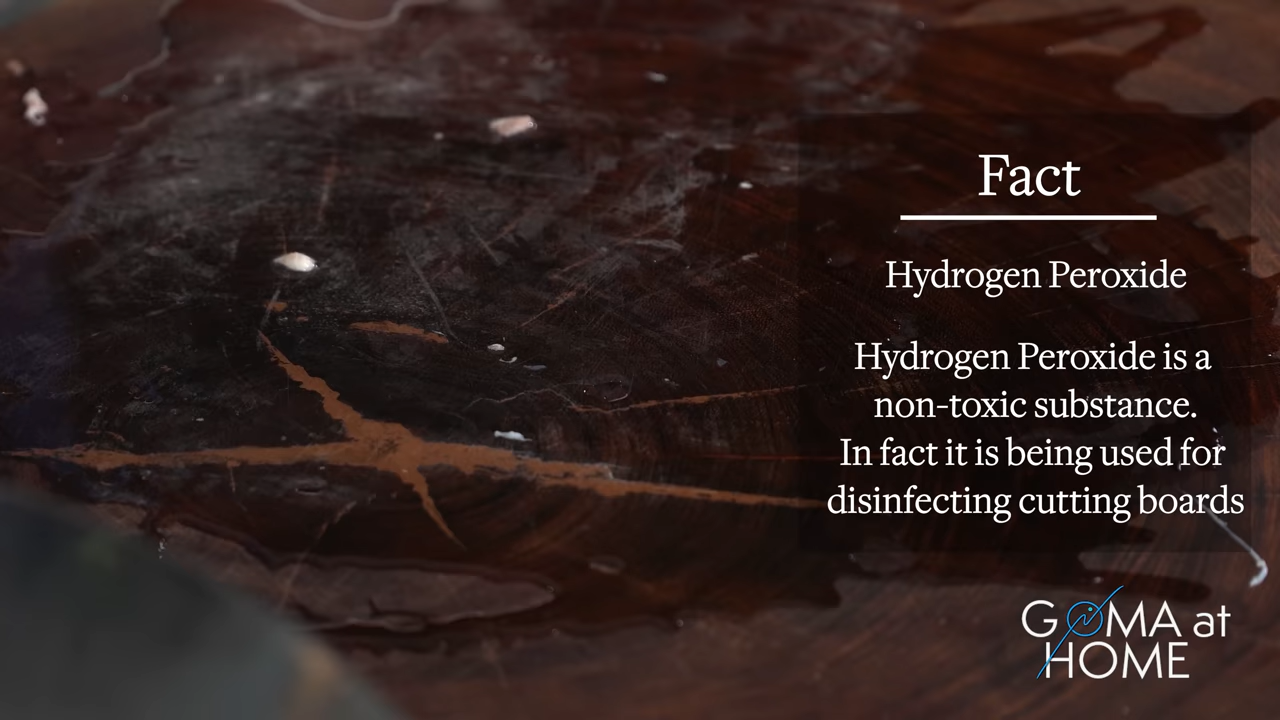 Fact
Hydrogen Peroxide
Hydrogen Peroxide is a
non-toxic substance.
In fact it is being used for
disinfecting cutting boards
GOMA at
HOME